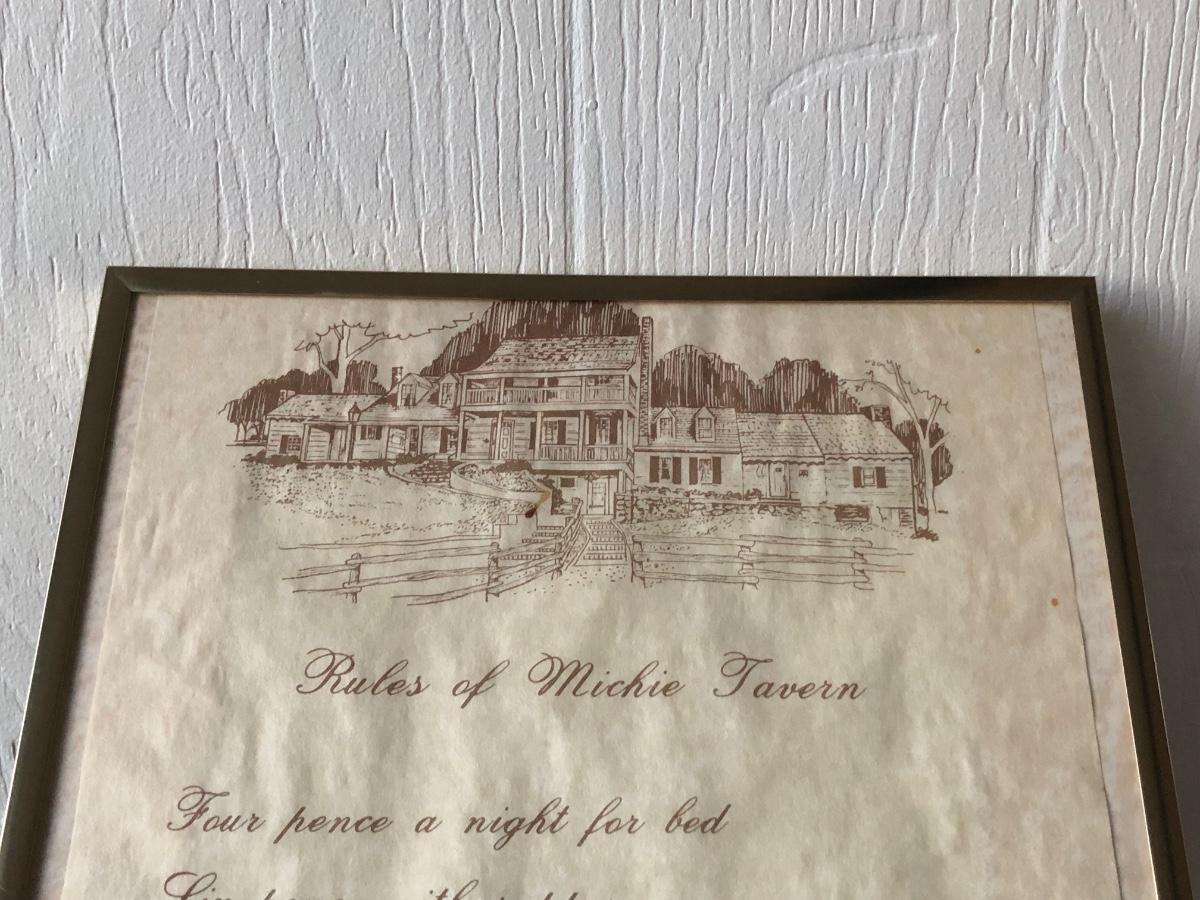 Rules of Michie Tavern
Four pence a night for bed